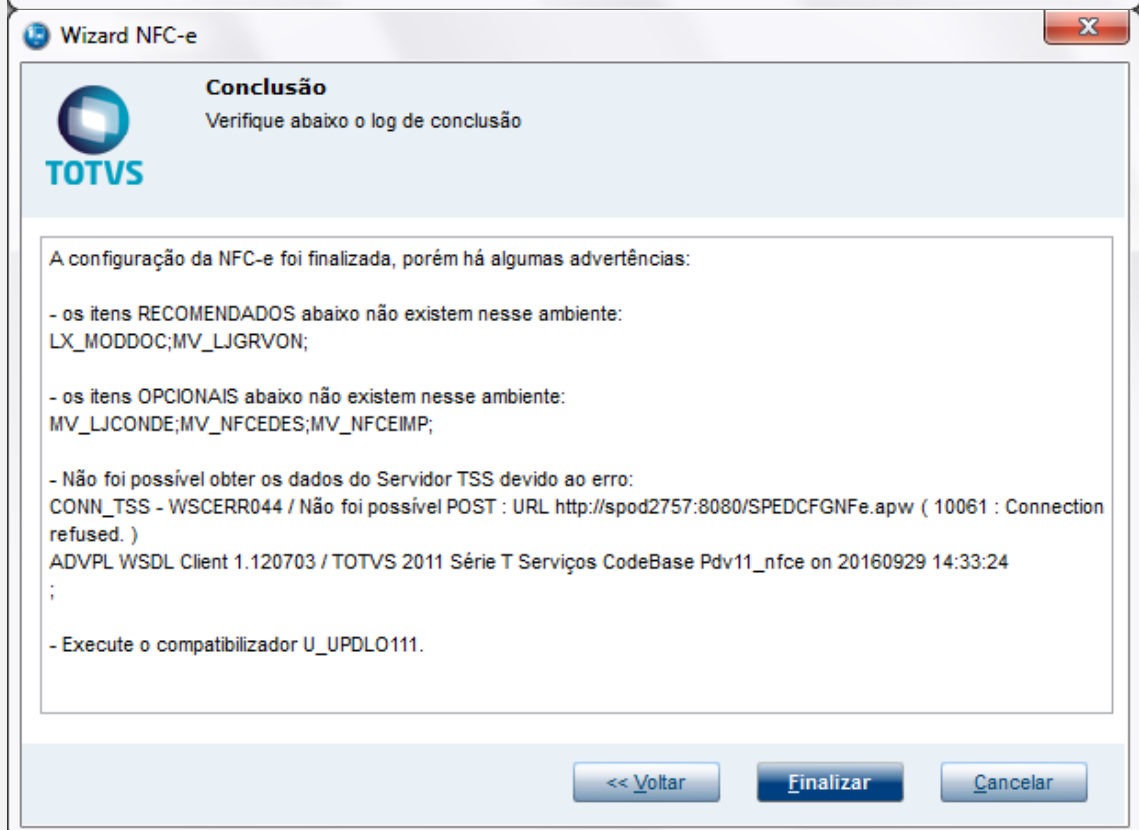 Wizard NFC-e
Conclusão
Verifique abaixo o log de conclusão
TOTVS
A configuração da NFC-e foi finalizada, porém há algumas advertências:
- os itens RECOMENDADOS abaixo não existem nesse ambiente:
LX_MODDOC;MV_LJGRVON;
- os itens OPCIONAIS abaixo não existem nesse ambiente:
MV_LJCONDE;MV_NFCEDES;MV_NFCEIMP;
- Não foi possível obter os dados do Servidor TSS devido ao erro:
CONN_TSS - WSCERR044 / Não foi possível POST : URL http://spod2757:8080/SPEDCFGNFe.apw ( 10061 : Connection
refused. )
ADVPL WSDL Client 1.120703 / TOTVS 2011 Série T Serviços CodeBase Pdv11_nfce on 20160929 14:33:24
;
- Execute o compatibilizador U_UPDLO111.
<< Voltar
Finalizar
Cancelar